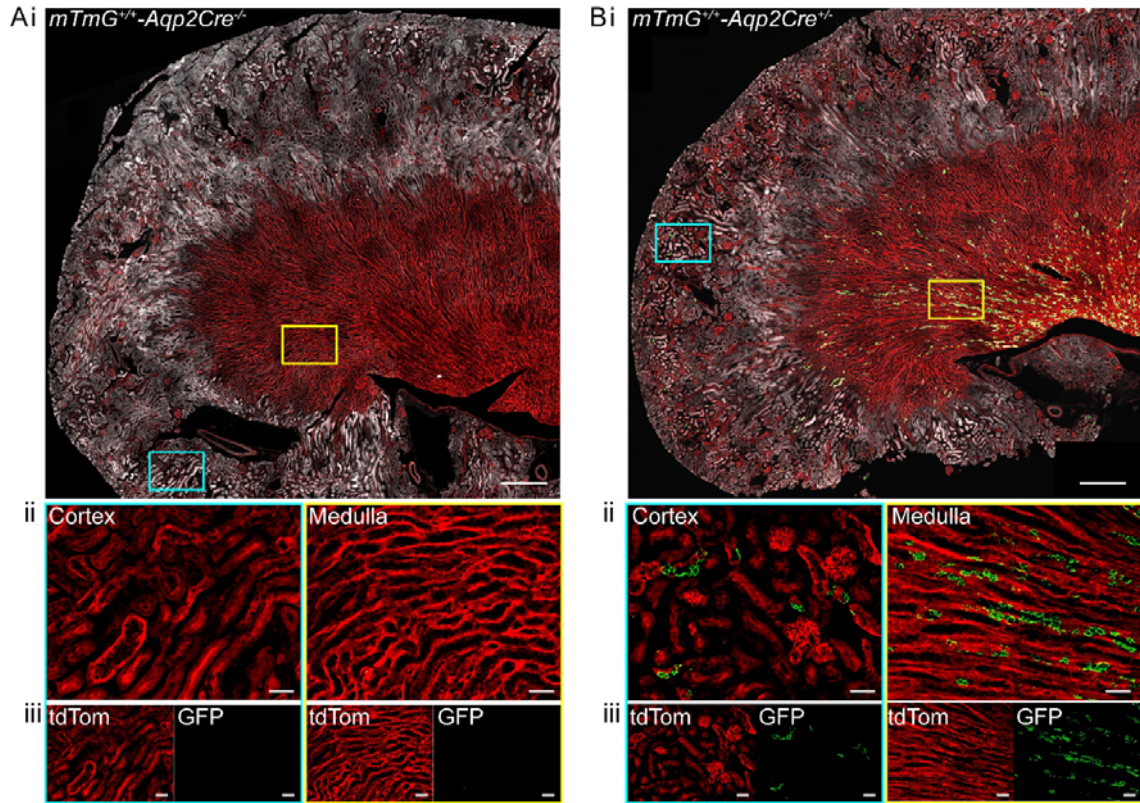 Ai
mTmG+/+-Aqp2Cre-/-
ii
Cortex
Medulla
iii
tdTom
GFP
tdTom
GFP
Bi
mTmG+/+-Aqp2Cre+/-
ii
Cortex
Medulla
iii
tdTom
GFP
tdTom
GFP